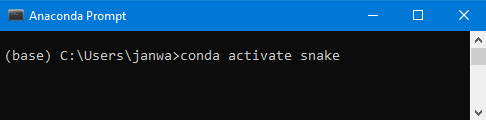 Anaconda Prompt
(base) C:\Users\janwa>conda activate snake